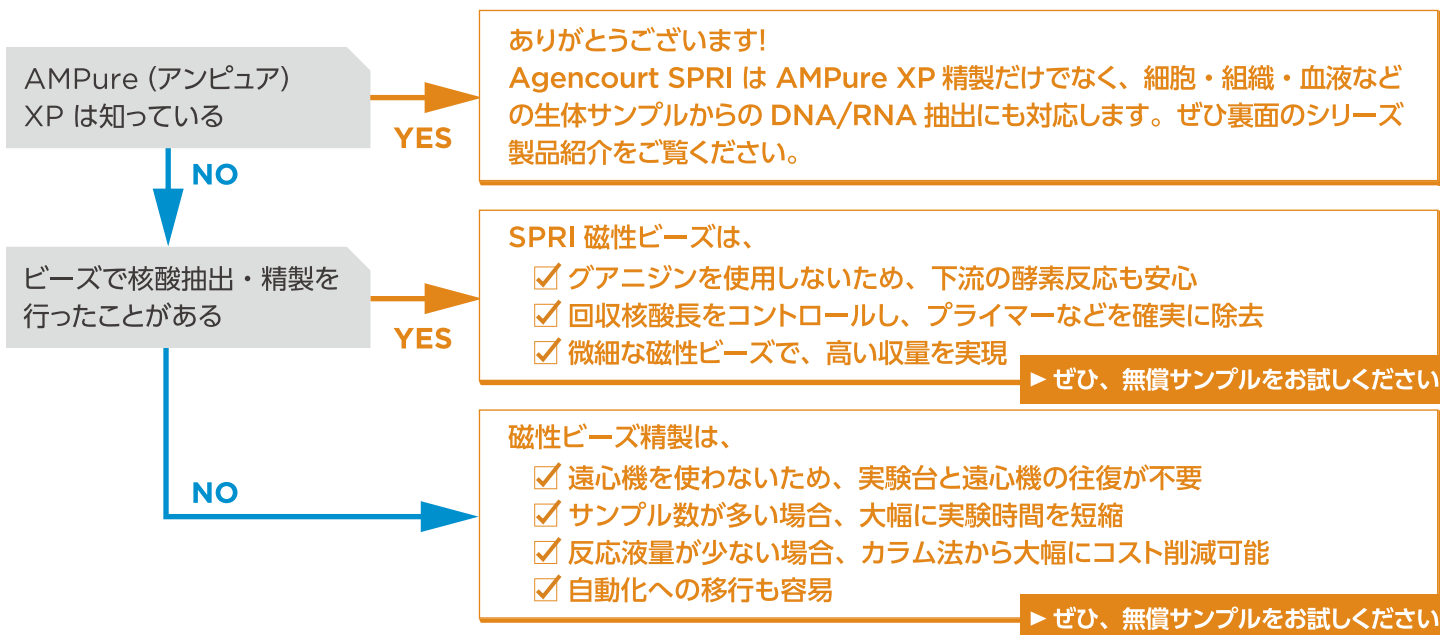 AMPure (アンピュア)
XP は知っている
YES
ありがとうございます!
Agencourt SPRI は AMPure XP 精製だけでなく、細胞・組織・血液など
の生体サンプルからの DNA/RNA 抽出にも対応します。ぜひ裏面のシリーズ
製品紹介をご覧ください。
NO
ビーズで核酸抽出・精製を
行ったことがある
YES
SPRI 磁性ビーズは、
☑ グアニジンを使用しないため、下流の酵素反応も安心
☑ 回収核酸長をコントロールし、プライマーなどを確実に除去
☑ 微細な磁性ビーズで、高い収量を実現
▶ ぜひ、無償サンプルをお試しください
NO
磁性ビーズ精製は、
☑ 遠心機を使わないため、実験台と遠心機の往復が不要
☑ サンプル数が多い場合、大幅に実験時間を短縮
☑ 反応液量が少ない場合、カラム法から大幅にコスト削減可能
☑ 自動化への移行も容易
▶ ぜひ、無償サンプルをお試しください